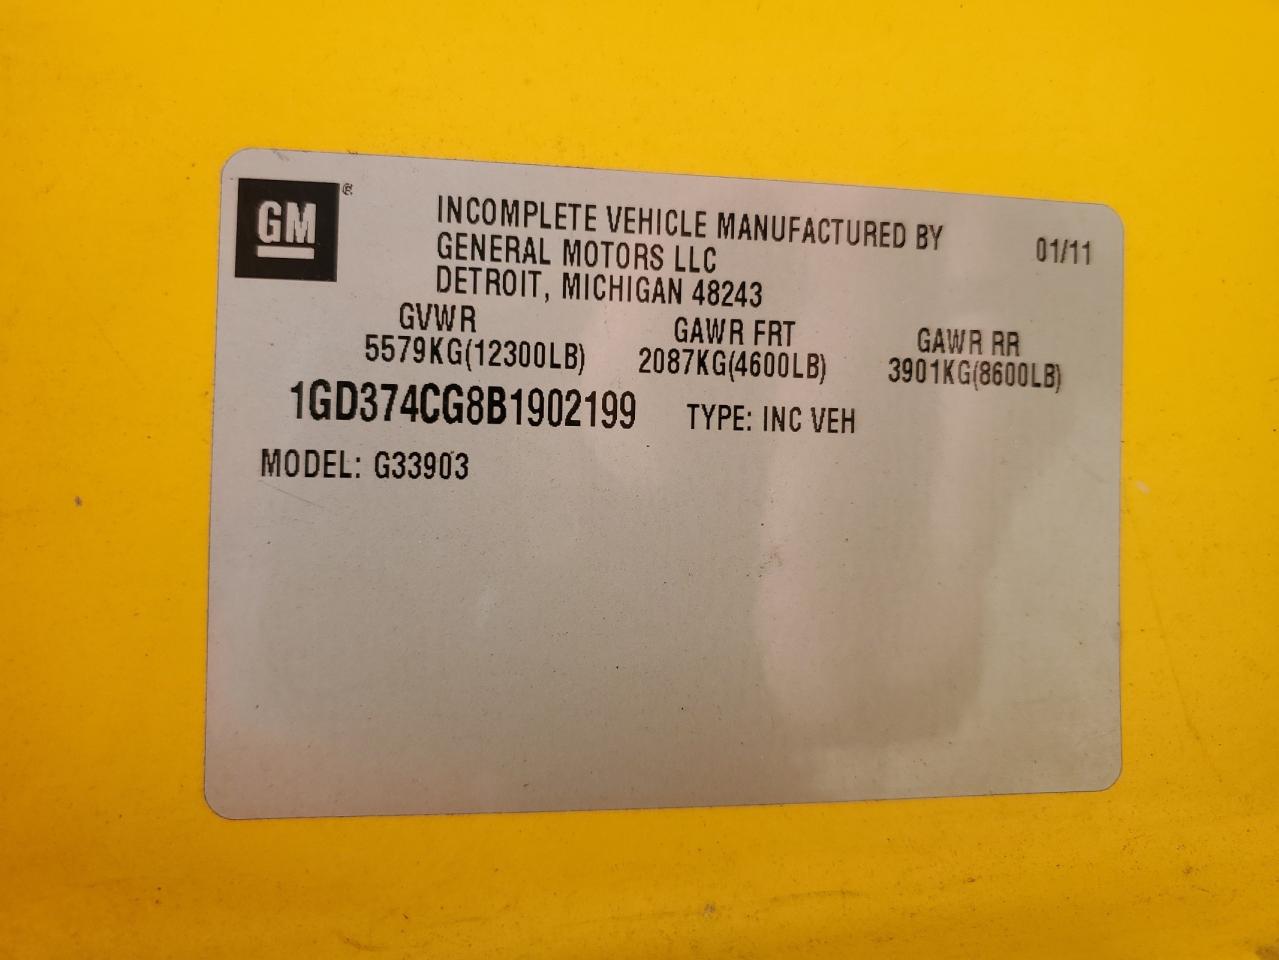 GM ®
INCOMPLETE VEHICLE MANUFACTURED BY
GENERAL MOTORS LLC
DETROIT, MICHIGAN 48243
01/11
GVWR GAWR FRT GAWR RR
5579KG(12300LB) 2087KG(4600LB) 3901KG(8600LB)
1GD374CG8B1902199 TYPE: INC VEH
MODEL: G33903